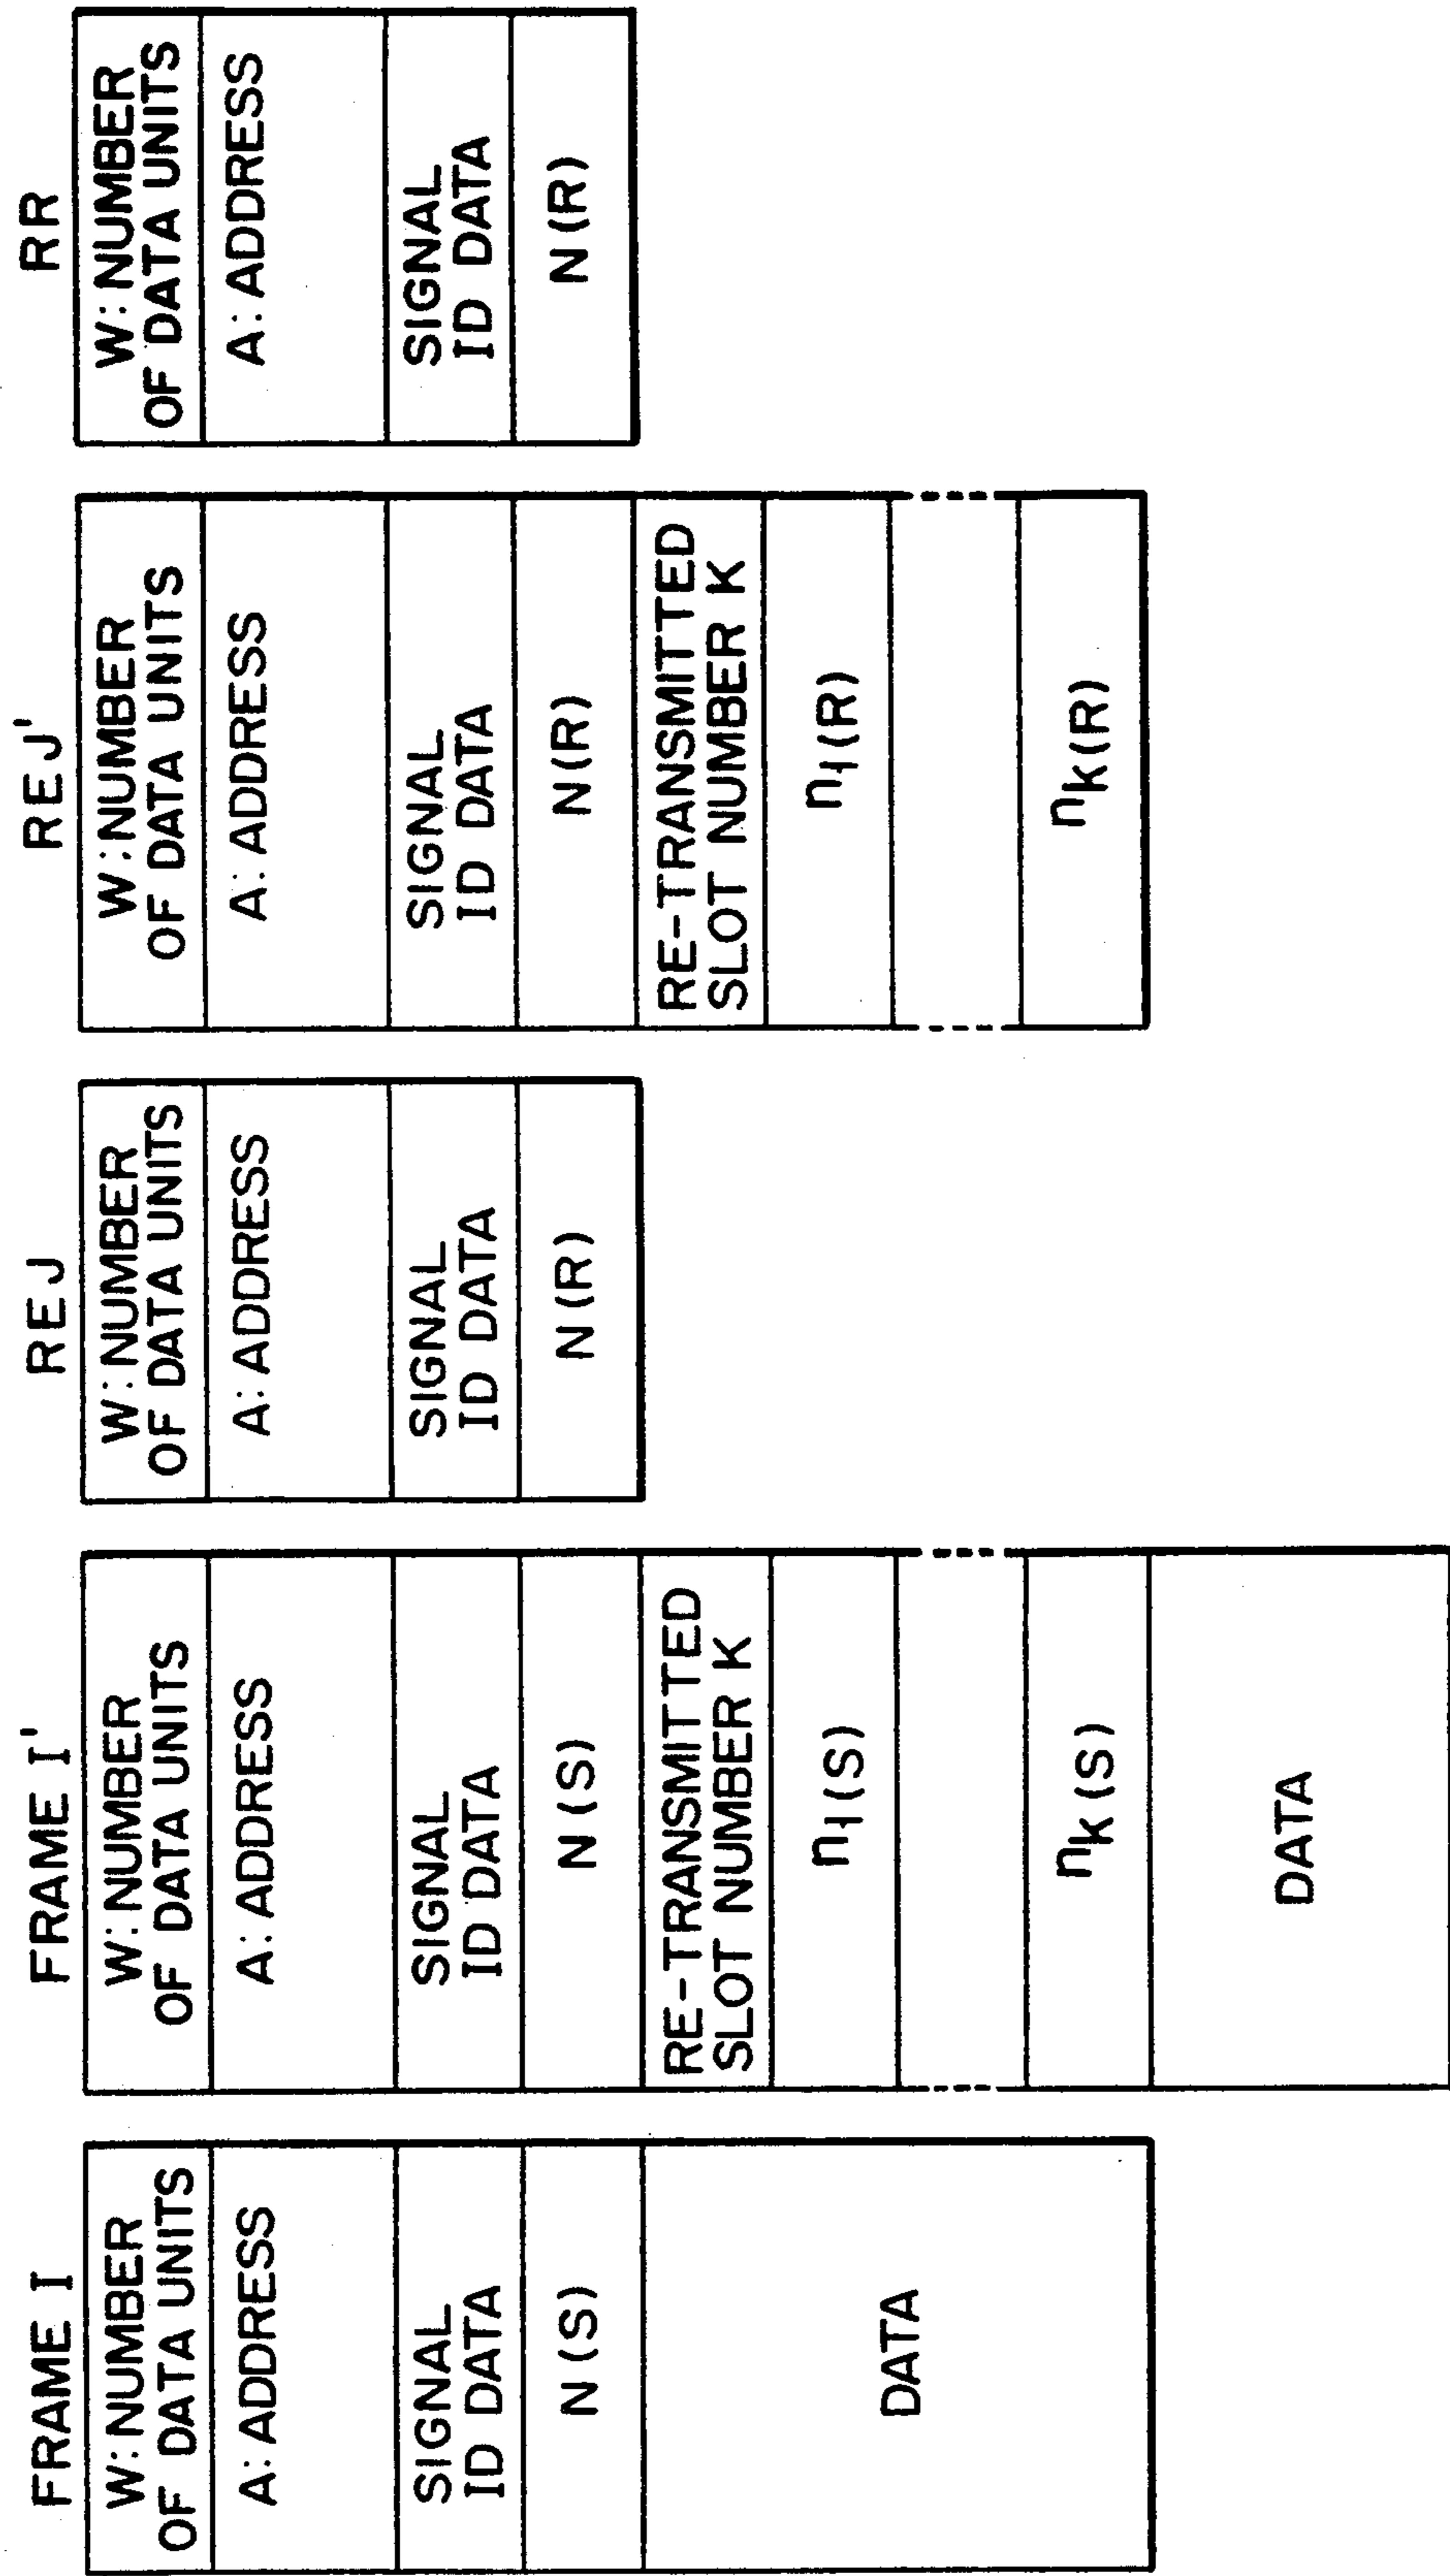 FRAME I
W: NUMBER
OF DATA UNITS
A: ADDRESS
SIGNAL
ID DATA
N (S)
DATA
FRAME I'
W: NUMBER
OF DATA UNITS
A: ADDRESS
SIGNAL
ID DATA
N (S)
RE-TRANSMITTED
SLOT NUMBER K
n1(S)
nk(S)
DATA
REJ
W: NUMBER
OF DATA UNITS
A: ADDRESS
SIGNAL
ID DATA
N (R)
REJ'
W: NUMBER
OF DATA UNITS
A: ADDRESS
SIGNAL
ID DATA
N(R)
RE-TRANSMITTED
SLOT NUMBER K
n1(R)
nk(R)
RR
W: NUMBER
OF DATA UNITS
A: ADDRESS
SIGNAL
ID DATA
N (R)